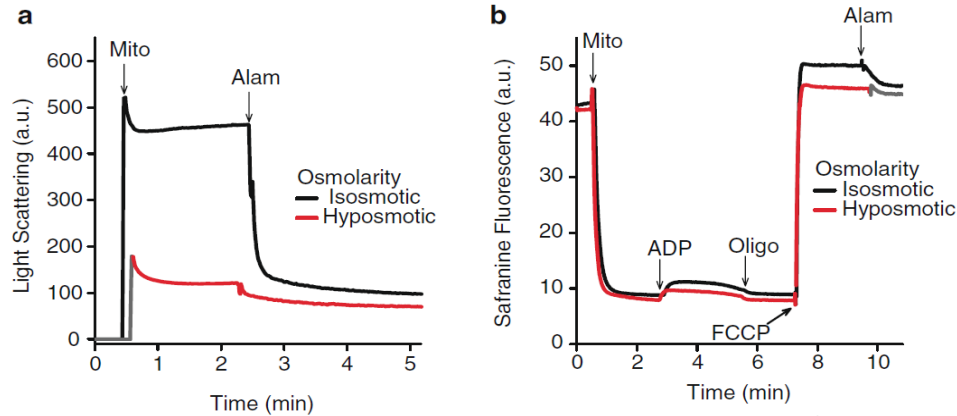 a
Light Scattering (a.u.)
600
500
400
300
200
100
0
Mito
Alam
Osmolarity
Isosmotic
Hyposmotic
0 1 2 3 4 5
Time (min)
b
Safranine Fluorescence (a.u.)
50
40
30
20
10
0
Mito
ADP
Oligo
FCCP
Alam
Osmolarity
Isosmotic
Hyposmotic
0 2 4 6 8 10
Time (min)